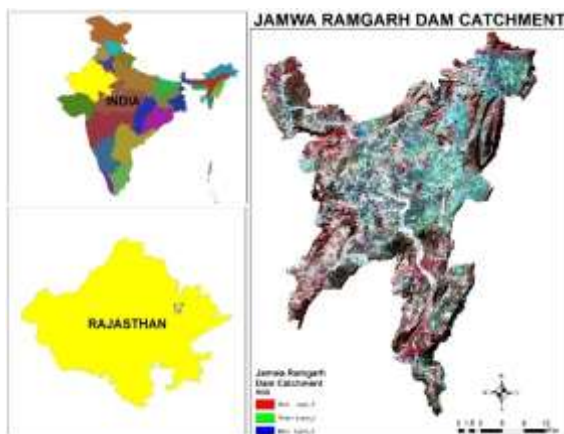 JAMWA RAMGARH DAM CATCHMENT
INDIA
RAJASTHAN
Jamwa Ramgarh
Dam Catchment